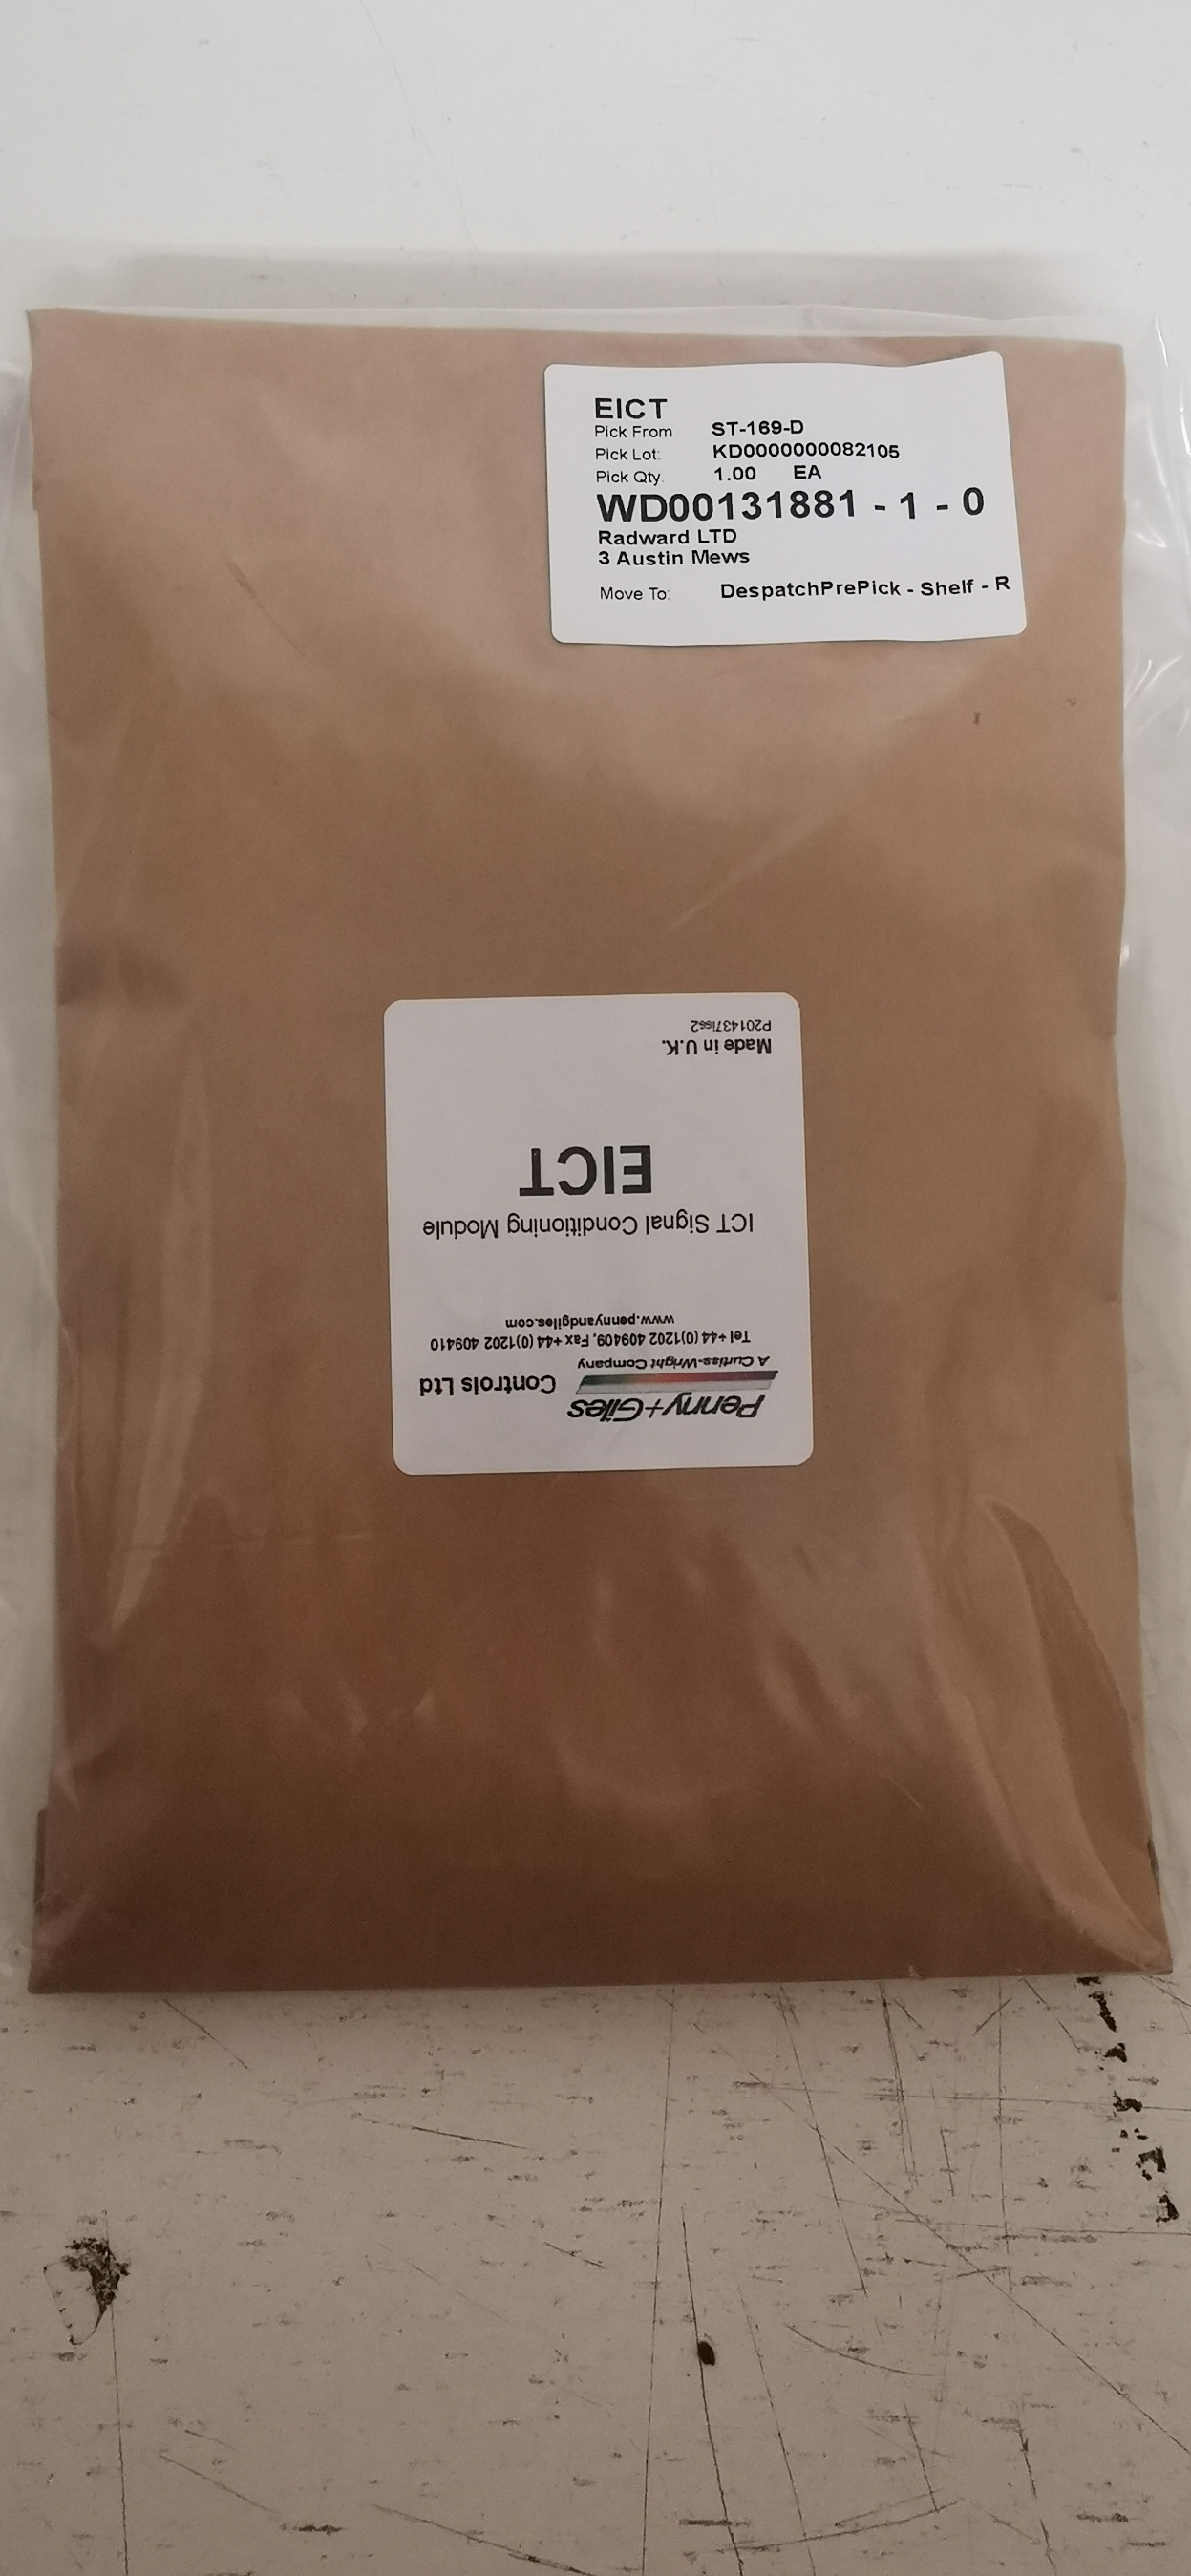 EICT
Pick From ST-169-D
Pick Lot: KD0000000082105
Pick Qty. 1.00 EA
WD00131881 - 1 - 0
Radward LTD
3 Austin Mews
Move To: DespatchPrePick - Shelf - R
Penny+Giles
Controls Ltd
A Curtiss-Wright Company
Tel +44 (0)1202 409409, Fax +44 (0)1202 409410
www.pennyandgiles.com
ICT Signal Conditioning Module
EICT
Made in U.K.
P201437iss2